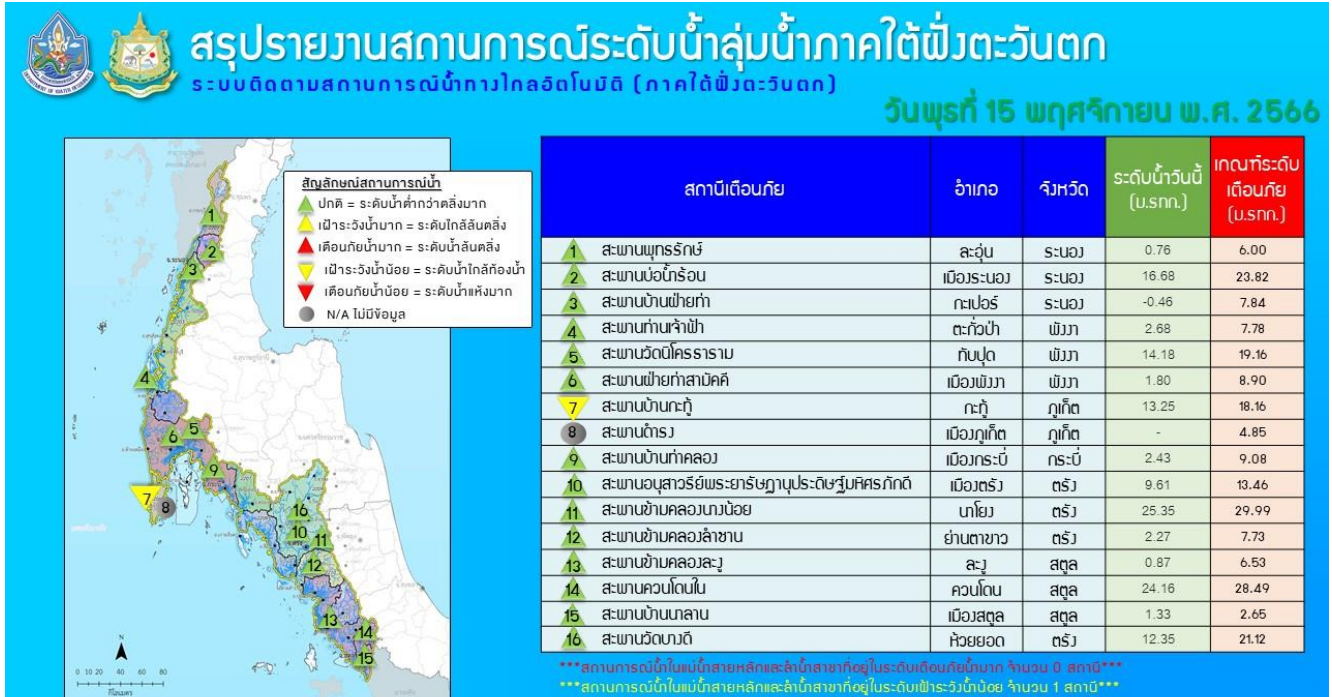 สรุปรายงานสถานการณ์ระดับน้ำลุ่มน้ำภาคใต้ฝั่งตะวันตก
ระบบติดตามสถานการณ์น้ำทางไกลอัตโนมัติ (ภาคใต้ฝั่งตะวันตก)
วันพุธที่ 15 พฤศจิกายน พ.ศ. 2566
สัญลักษณ์สถานการณ์น้ำ
ปกติ = ระดับน้ำต่ำกว่าตลิ่งมาก
เฝ้าระวังน้ำมาก = ระดับใกล้ล้นตลิ่ง
เตือนภัยน้ำมาก = ระดับน้ำล้นตลิ่ง
เฝ้าระวังน้ำน้อย = ระดับน้ำใกล้ท้องน้ำ
เตือนภัยน้ำน้อย = ระดับน้ำแห้งมาก
N/A ไม่มีข้อมูล
1
2
3
4
5
6
9
7
8
16
10
11
12
13
14
15
N
0 10 20 40 60 80
กิโลเมตร
สถานีเตือนภัย อำเภอ จังหวัด ระดับน้ำวันนี้ (ม.รทก.) เกณฑ์ระดับเตือนภัย (ม.รทก.)
1 สะพานพุทธรักษ์ ละอุ่น ระนอง 0.76 6.00
2 สะพานบ่อน้ำร้อน เมืองระนอง ระนอง 16.68 23.82
3 สะพานบ้านฝ่ายท่า กะเปอร์ ระนอง -0.46 7.84
4 สะพานท่านเจ้าฟ้า ตะกั่วป่า พังงา 2.68 7.78
5 สะพานวัดนิโครธาราม ทับปุด พังงา 14.18 19.16
6 สะพานฝ่ายท่าสามัคคี เมืองพังงา พังงา 1.80 8.90
7 สะพานบ้านกะทู้ กะทู้ ภูเก็ต 13.25 18.16
8 สะพานดำรง เมืองภูเก็ต ภูเก็ต - 4.85
9 สะพานบ้านท่าคลอง เมืองกระบี่ กระบี่ 2.43 9.08
10 สะพานอนุสาวรีย์พระยารัษฎานุประดิษฐ์มหิศรภักดี เมืองตรัง ตรัง 9.61 13.46
11 สะพานข้ามคลองนางน้อย นาโยง ตรัง 25.35 29.99
12 สะพานข้ามคลองลำชาน ย่านตาขาว ตรัง 2.27 7.73
13 สะพานข้ามคลองละงู ละงู สตูล 0.87 6.53
14 สะพานควนโดนใน ควนโดน สตูล 24.16 28.49
15 สะพานบ้านนาลาน เมืองสตูล สตูล 1.33 2.65
16 สะพานวัดบางดี ห้วยยอด ตรัง 12.35 21.12
***สถานการณ์น้ำในแม่น้ำสายหลักและลำน้ำสาขาที่อยู่ในระดับเตือนภัยน้ำมาก จำนวน 0 สถานี***
***สถานการณ์น้ำในแม่น้ำสายหลักและลำน้ำสาขาที่อยู่ในระดับเฝ้าระวังน้ำน้อย จำนวน 1 สถานี***